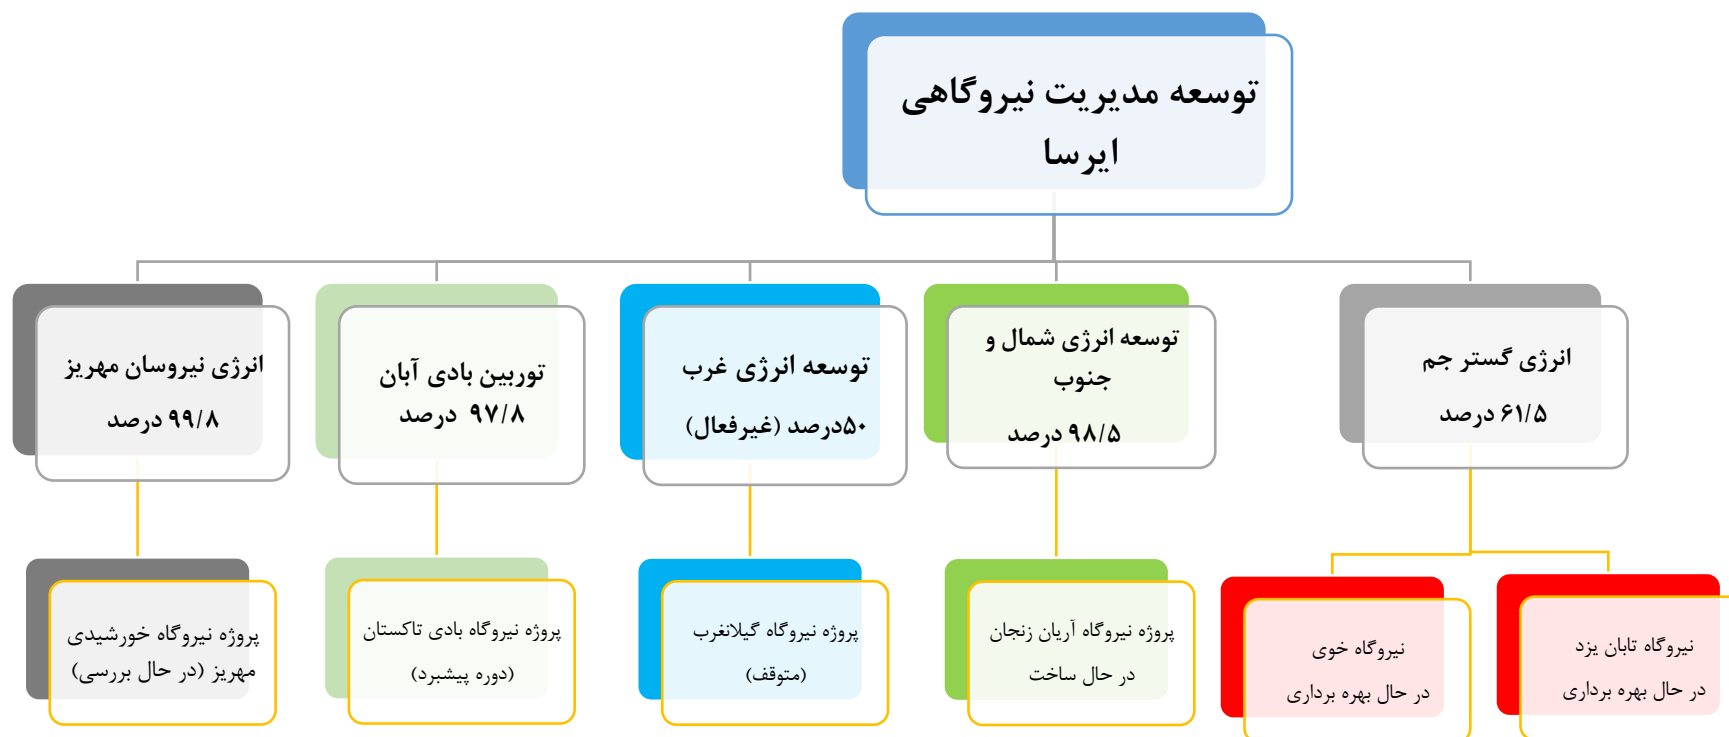 توسعه مدیریت نیروگاهی
ایرسا
انرژی گستر جم
۶۱/۵ درصد
توسعه انرژی شمال و
جنوب
۹۸/۵ درصد
توسعه انرژی غرب
۵۰درصد (غیرفعال)
توربین بادی آبان
۹۷/۸ درصد
انرژی نیروسان مهریز
۹۹/۸ درصد
نیروگاه تابان یزد
در حال بهره برداری
نیروگاه خوی
در حال بهره برداری
پروژه نیروگاه آریان زنجان
در حال ساخت
پروژه نیروگاه گیلانغرب
(متوقف)
پروژه نیروگاه بادی تاکستان
(دوره پیشبرد)
پروژه نیروگاه خورشیدی
مهریز (در حال بررسی)